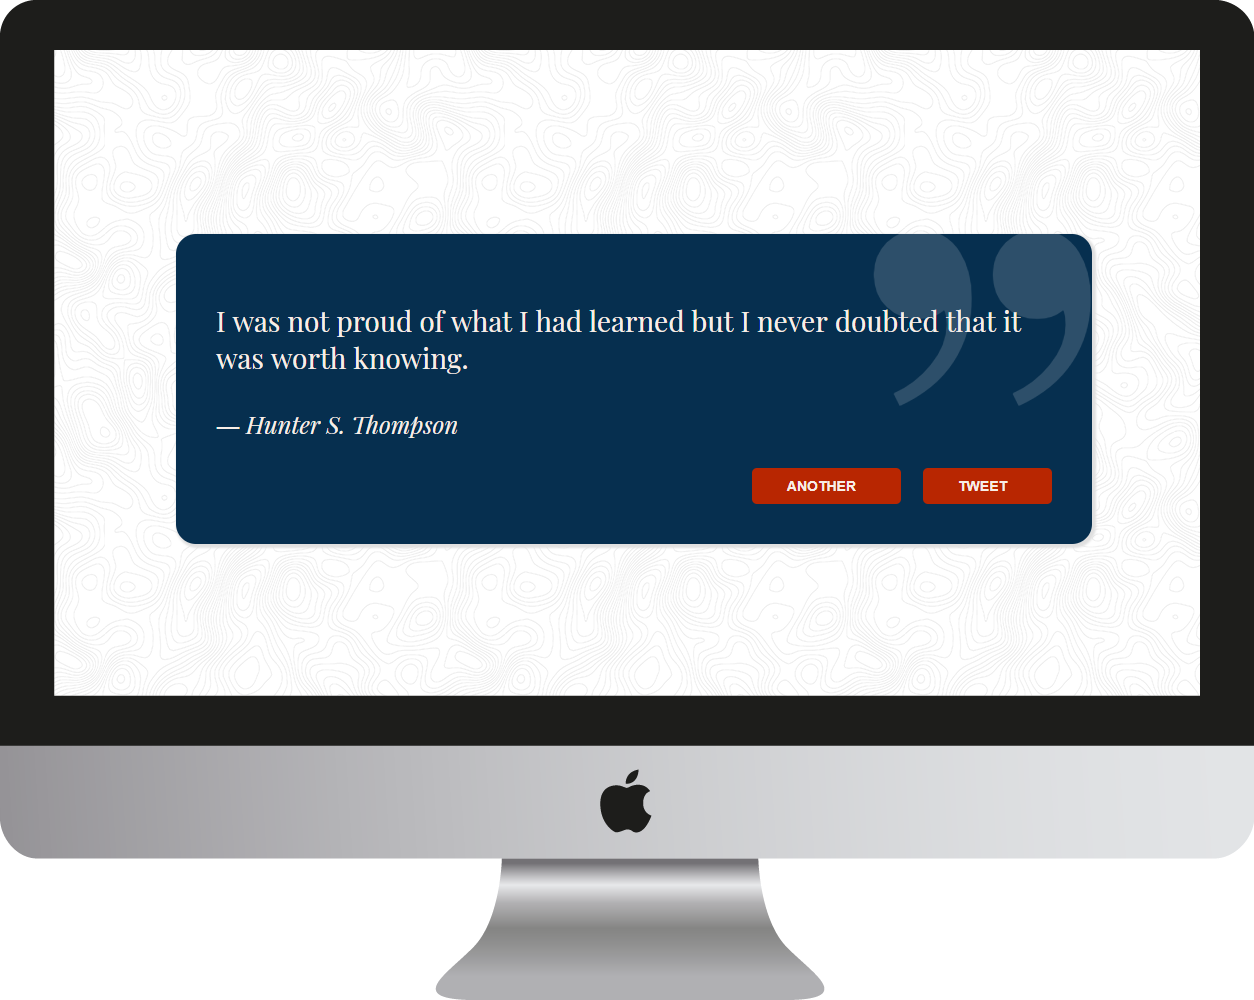 I was not proud of what I had learned but I never doubted that it
was worth knowing.
— Hunter S. Thompson
ANOTHER
TWEET